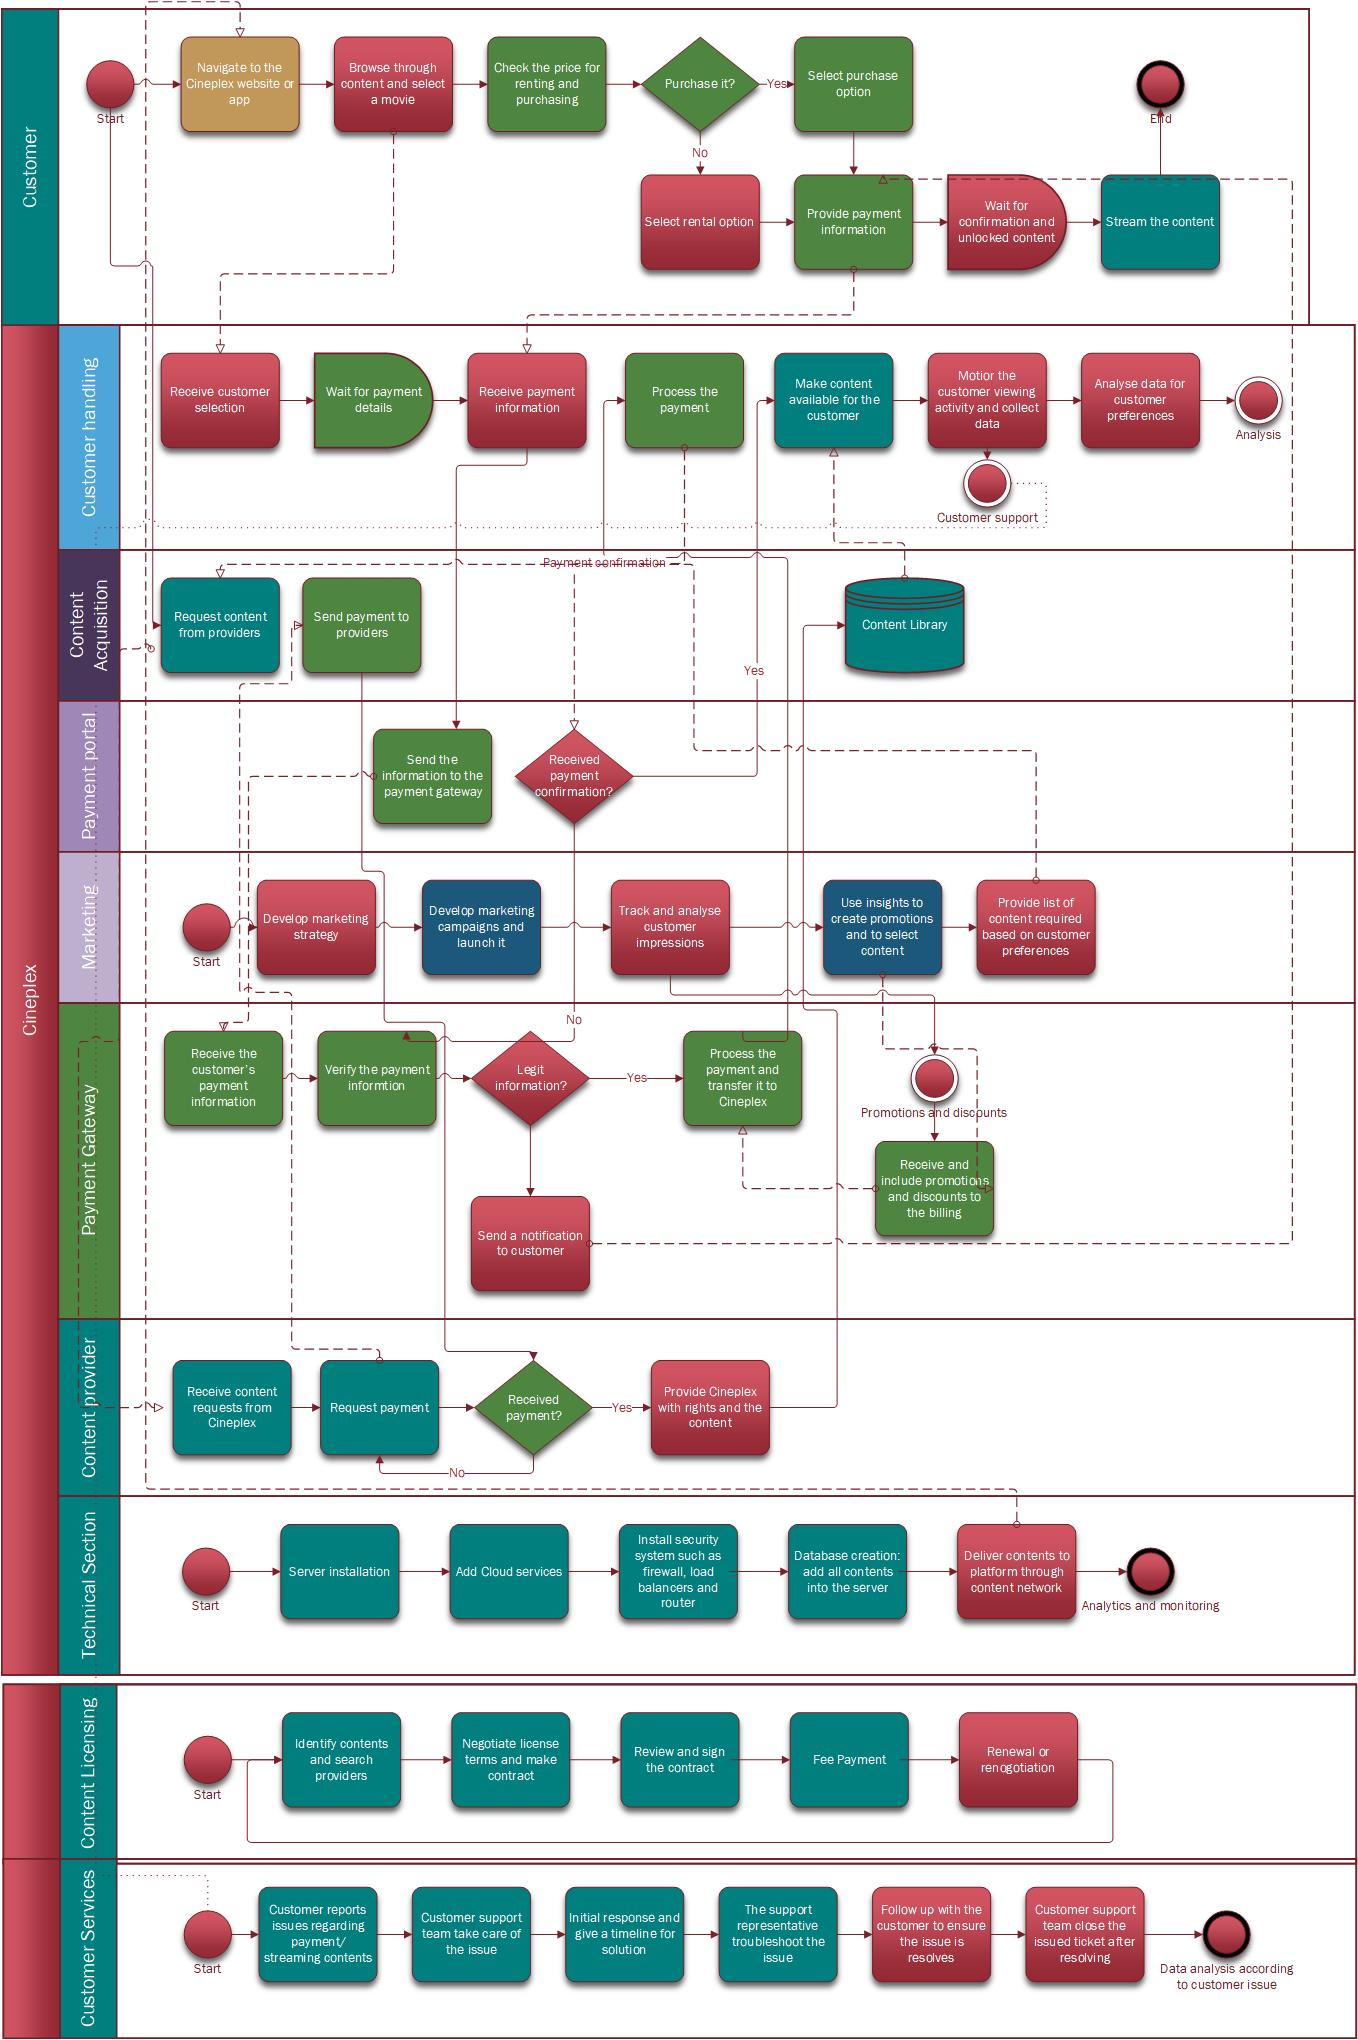 Customer
Start
Navigate to the
Cineplex website or
app
Browse through
content and select
a movie
Check the price for
renting and
purchasing
Purchase it?
Yes
Select purchase
option
End
No
Select rental option
Provide payment
information
Wait for
confirmation and
unlocked content
Stream the content
Cineplex
Customer handling
Receive customer
selection
Wait for payment
details
Receive payment
information
Process the
payment
Make content
available for the
customer
Motior the
customer viewing
activity and collect
data
Analyse data for
customer
preferences
Analysis
Customer support
Content
Acquisition
Payment confirmation
Request content
from providers
Send payment to
providers
Content Library
Yes
Payment portal
Send the
information to the
payment gateway
Received
payment
confirmation?
Marketing
Start
Develop marketing
strategy
Develop marketing
campaigns and
launch it
Track and analyse
customer
impressions
Use insights to
create promotions
and to select
content
Provide list of
content required
based on customer
preferences
No
Payment Gateway
Receive the
customer's
payment
information
Verify the payment
informtion
Legit
information?
Yes
Process the
payment and
transfer it to
Cineplex
Promotions and discounts
Receive and
include promotions
and discounts to
the billing
Send a notification
to customer
Content provider
Receive content
requests from
Cineplex
Request payment
Received
payment?
Yes
Provide Cineplex
with rights and the
content
No
Technical Section
Start
Server installation
Add Cloud services
Install security
system such as
firewall, load
balancers and
router
Database creation:
add all contents
into the server
Deliver contents to
platform through
content network
Analytics and monitoring
Content Licensing
Start
Identify contents
and search
providers
Negotiate license
terms and make
contract
Review and sign
the contract
Fee Payment
Renewal or
renogotiation
Customer Services
Start
Customer reports
issues regarding
payment/
streaming contents
Customer support
team take care of
the issue
Initial response and
give a timeline for
solution
The support
representative
troubleshoot the
issue
Follow up with the
customer to ensure
the issue is
resolves
Customer support
team close the
issued ticket after
resolving
Data analysis according
to customer issue